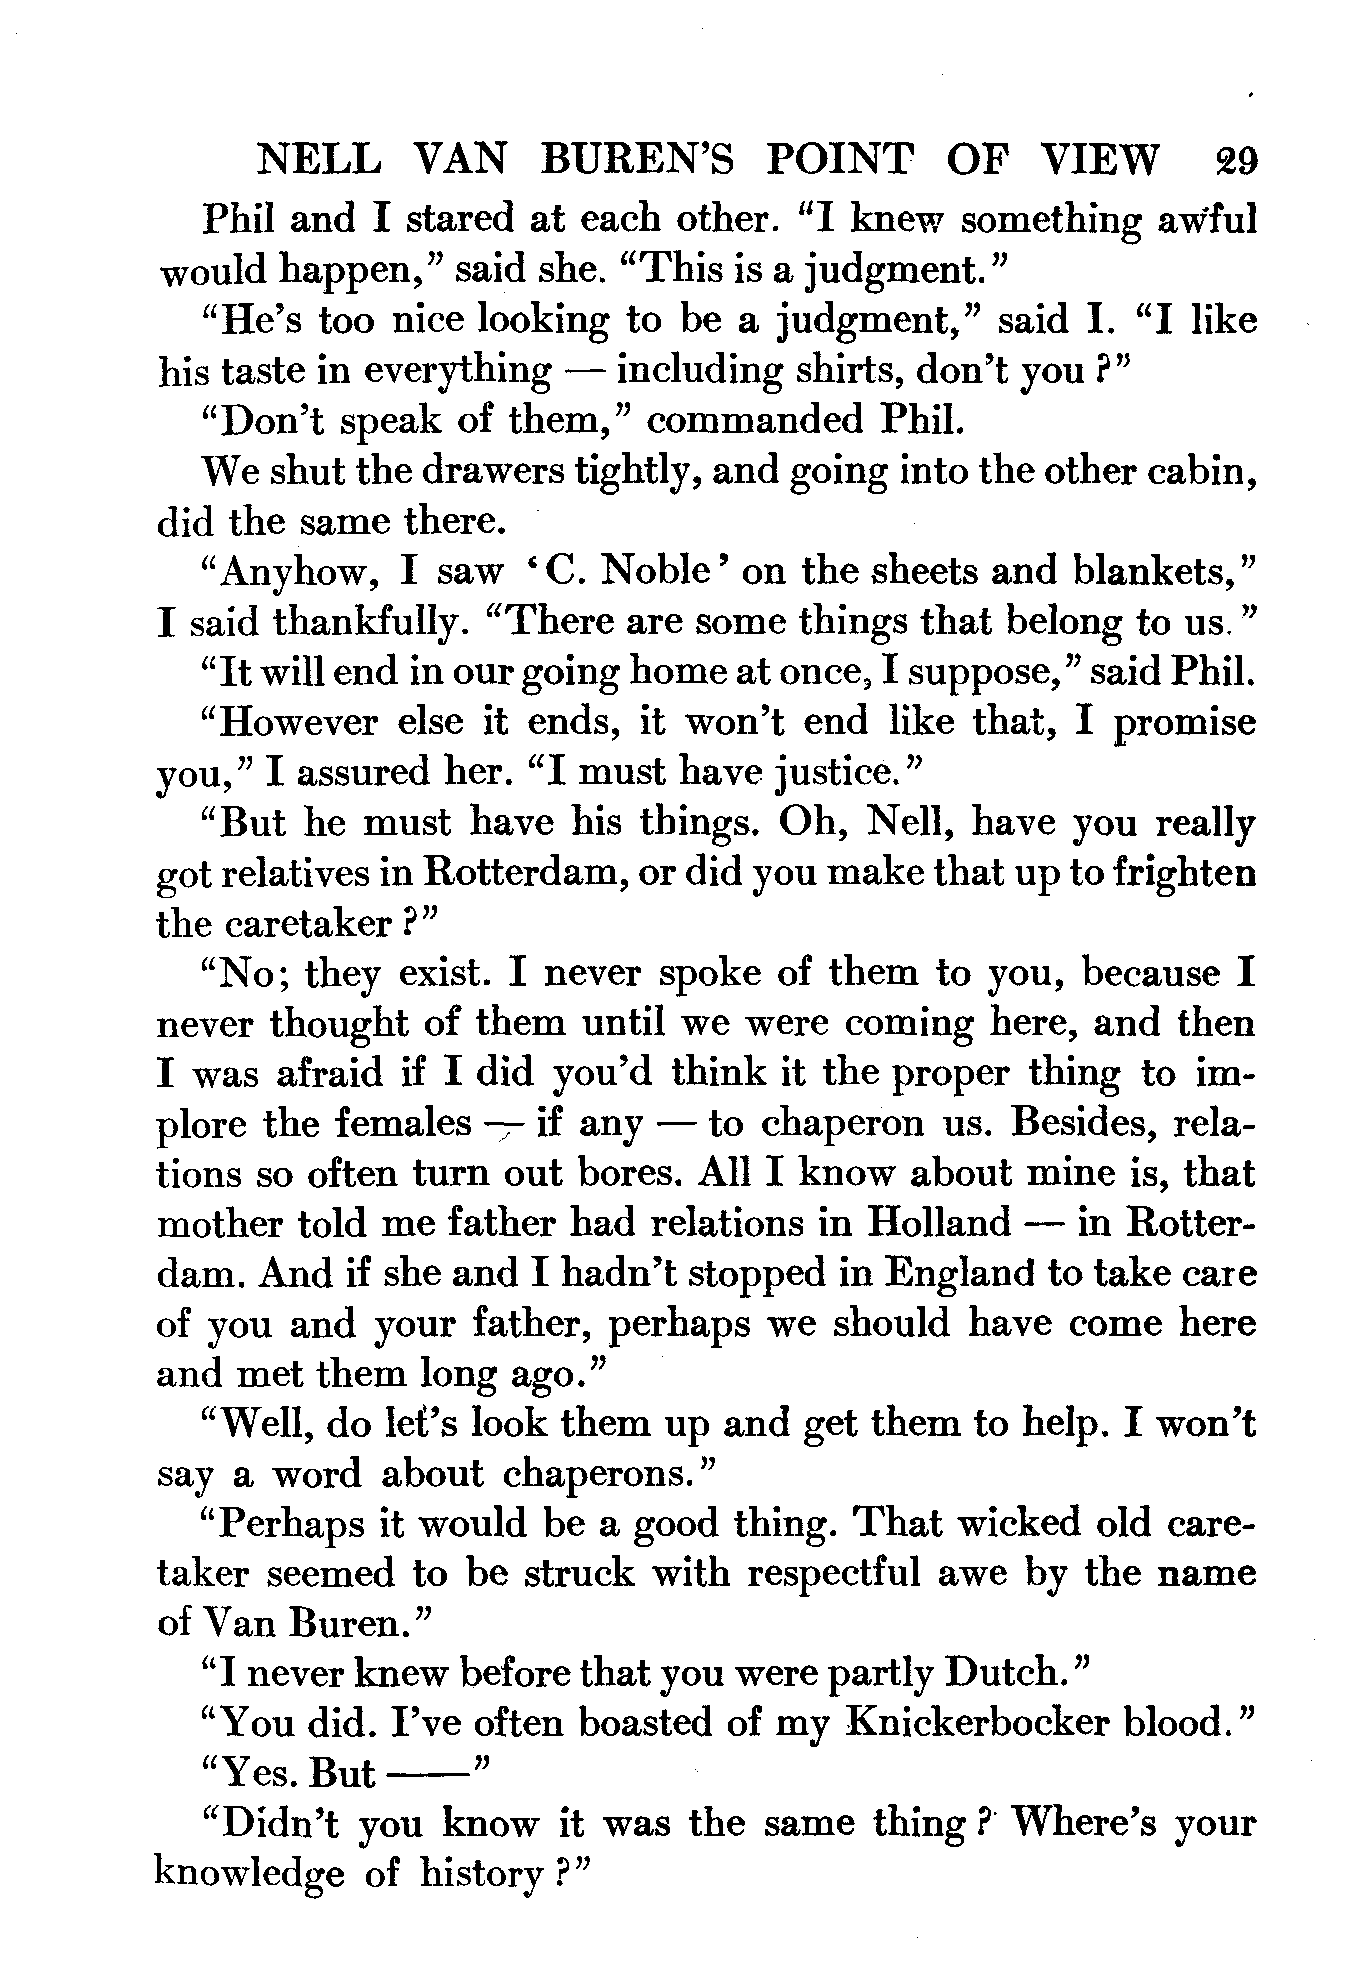 NELL VAN BUREN'S POINT OF VIEW 29
Phil and I stared at each other. "I knew something awful
would happen," said she. "This is a judgment."
"He's too nice looking to be a judgment," said I. "I like
his taste in everything — including shirts, don't you?"
"Don't speak of them," commanded Phil.
We shut the drawers tightly, and going into the other cabin,
did the same there.
"Anyhow, I saw 'C. Noble' on the sheets and blankets,"
I said thankfully. "There are some things that belong to us."
"It will end in our going home at once, I suppose," said Phil.
"However else it ends, it won't end like that, I promise
you," I assured her. "I must have justice."
"But he must have his things. Oh, Nell, have you really
got relatives in Rotterdam, or did you make that up to frighten
the caretaker?"
"No; they exist. I never spoke of them to you, because I
never thought of them until we were coming here, and then
I was afraid if I did you'd think it the proper thing to im-
plore the females — if any — to chaperon us. Besides, rela-
tions so often turn out bores. All I know about mine is, that
mother told me father had relations in Holland — in Rotter-
dam. And if she and I hadn't stopped in England to take care
of you and your father, perhaps we should have come here
and met them long ago."
"Well, do let's look them up and get them to help. I won't
say a word about chaperons."
"Perhaps it would be a good thing. That wicked old care-
taker seemed to be struck with respectful awe by the name
of Van Buren."
"I never knew before that you were partly Dutch."
"You did. I've often boasted of my Knickerbocker blood."
"Yes. But ——"
"Didn't you know it was the same thing? Where's your
knowledge of history?"